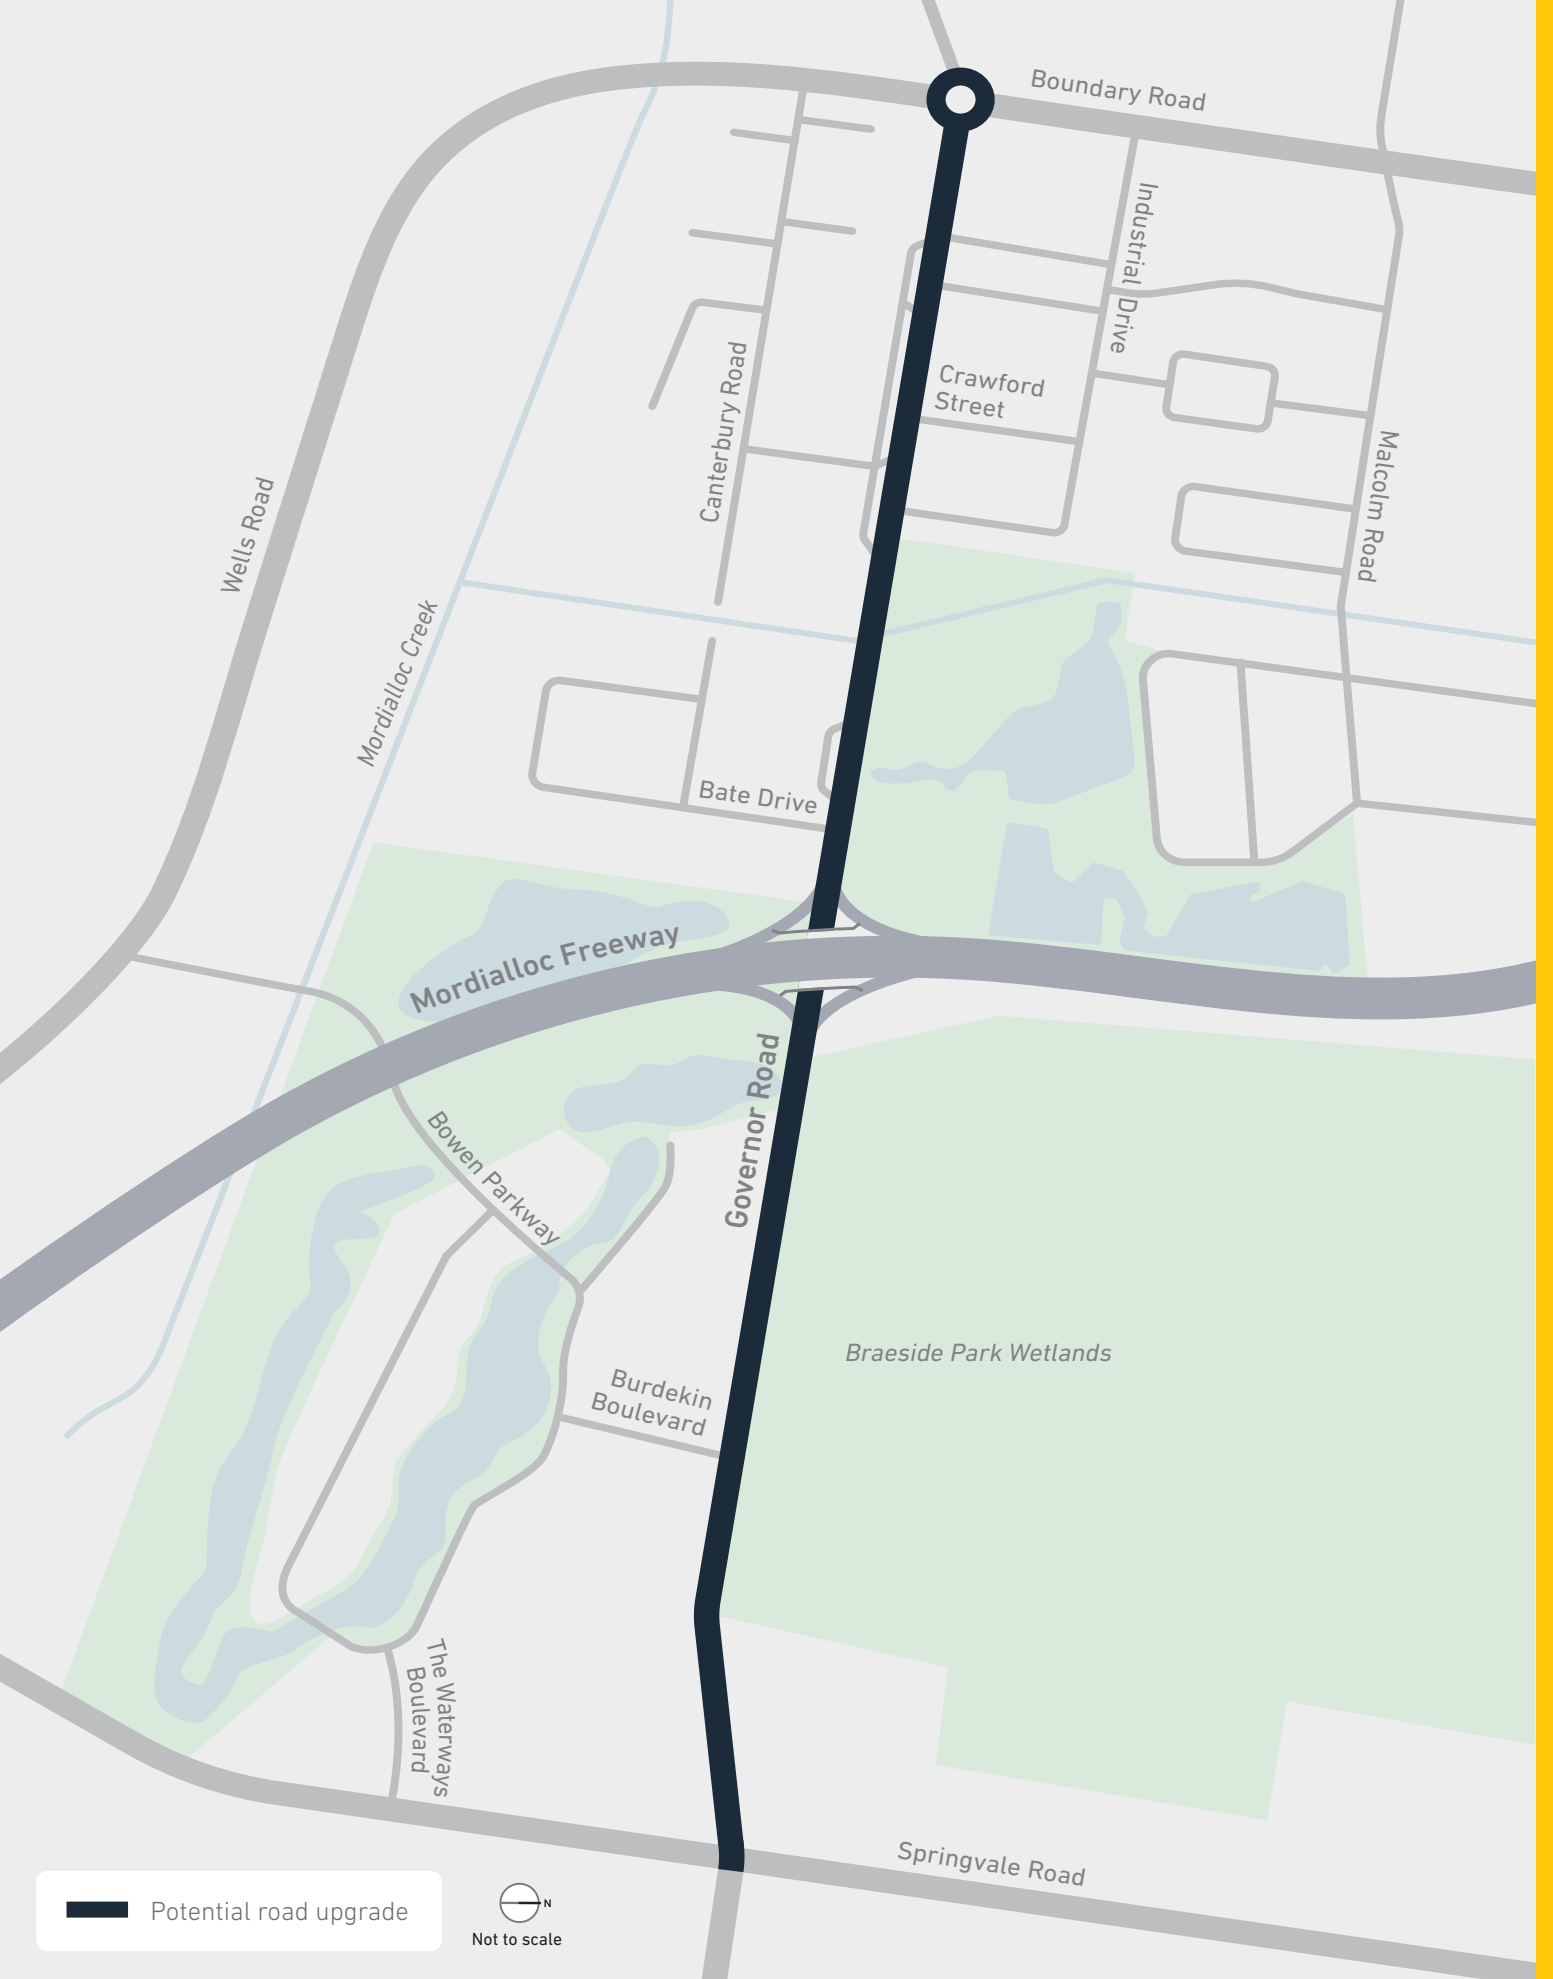 Boundary Road
Industrial Drive
Crawford
Street
Canterbury Road
Malcolm Road
Wells Road
Mordialloc Creek
Bate Drive
Mordialloc Freeway
Governor Road
Bowen Parkway
Braeside Park Wetlands
Burdekin
Boulevard
The Waterways
Boulevard
Springvale Road
Potential road upgrade
N
Not to scale